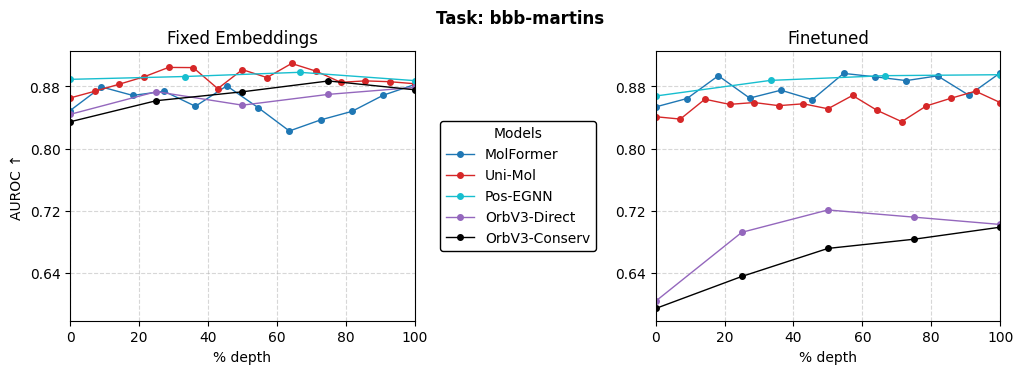 Task: bbb-martins
Fixed Embeddings
Finetuned
AUROC ↑
0.88
0.80
0.72
0.64
0 20 40 60 80 100
% depth
Models
MolFormer
Uni-Mol
Pos-EGNN
OrbV3-Direct
OrbV3-Conserv
0.88
0.80
0.72
0.64
0 20 40 60 80 100
% depth